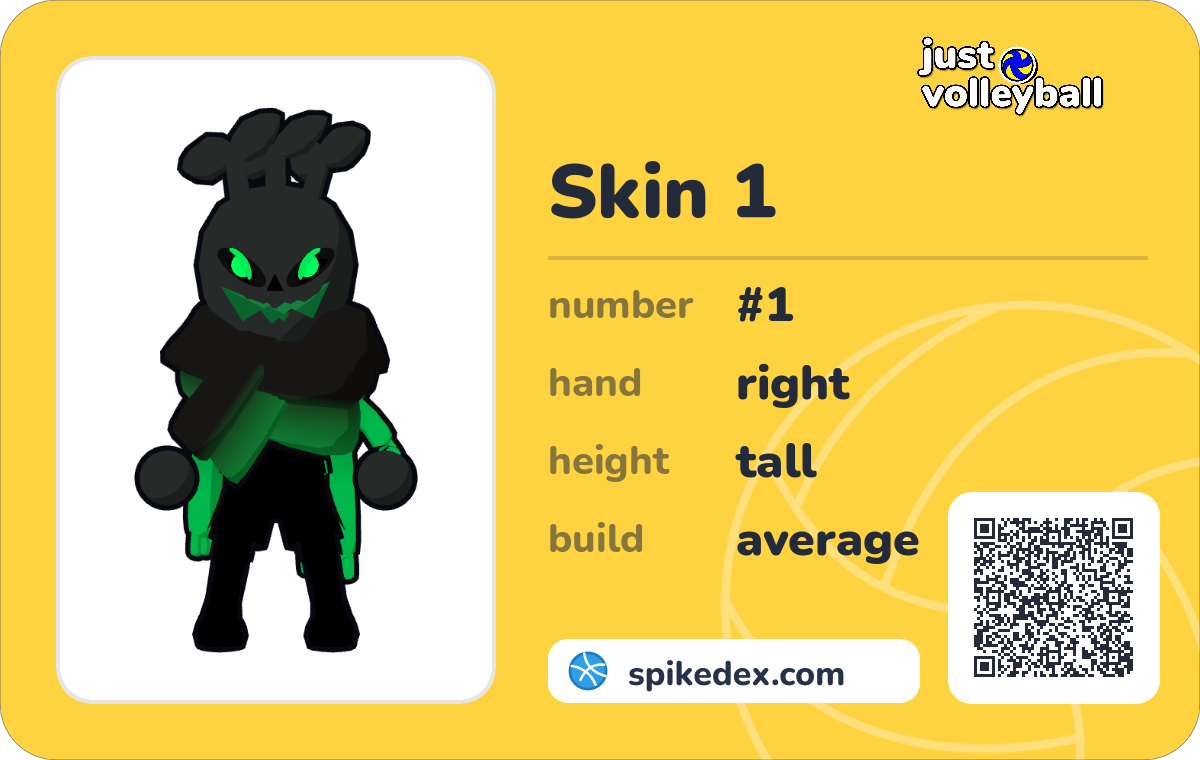 just
volleyball
Skin 1
number #1
hand right
height tall
build average
spikedex.com